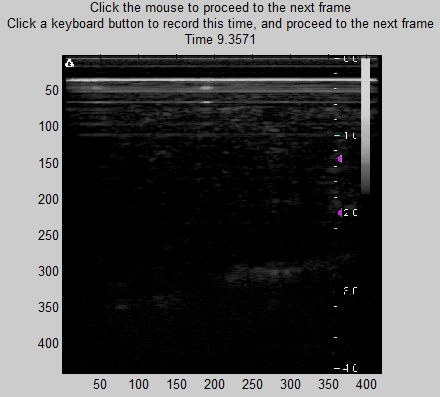 Click the mouse to proceed to the next frame
Click a keyboard button to record this time, and proceed to the next frame
Time 9.3571
50
100
150
200
250
300
350
400
50 100 150 200 250 300 350 400